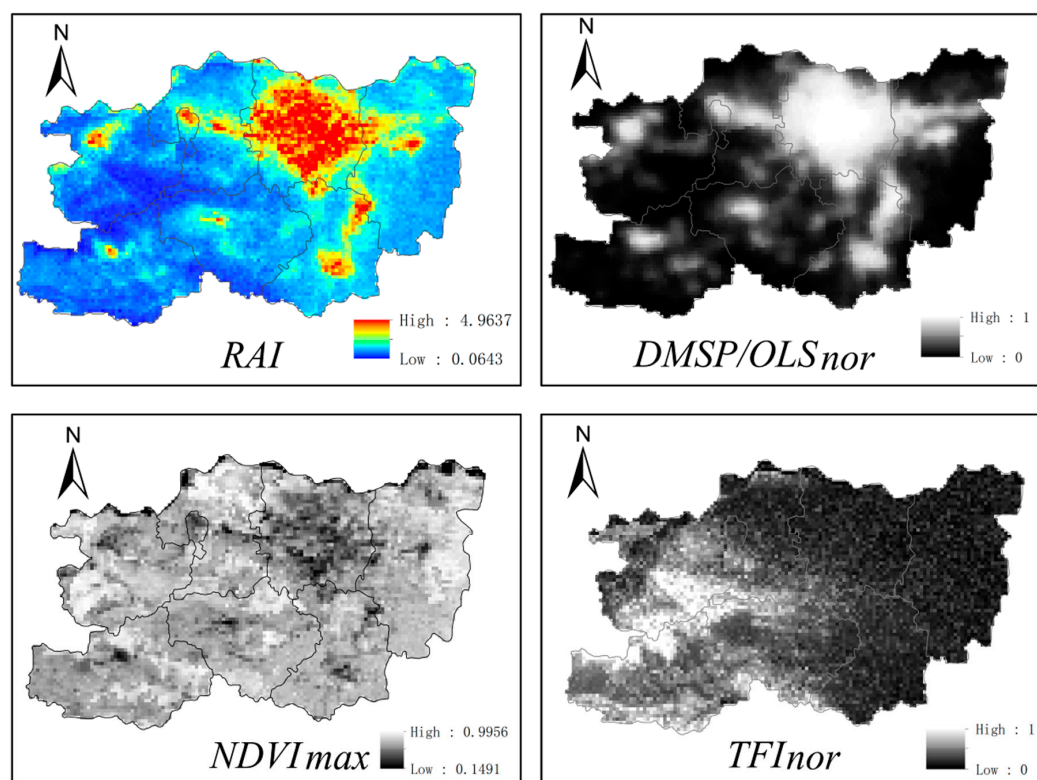 N
High : 4.9637
Low : 0.0643
RAI
N
High : 1
Low : 0
DMSP/OLSnor
N
High : 0.9956
Low : 0.1491
NDVImax
N
High : 1
Low : 0
TFInor